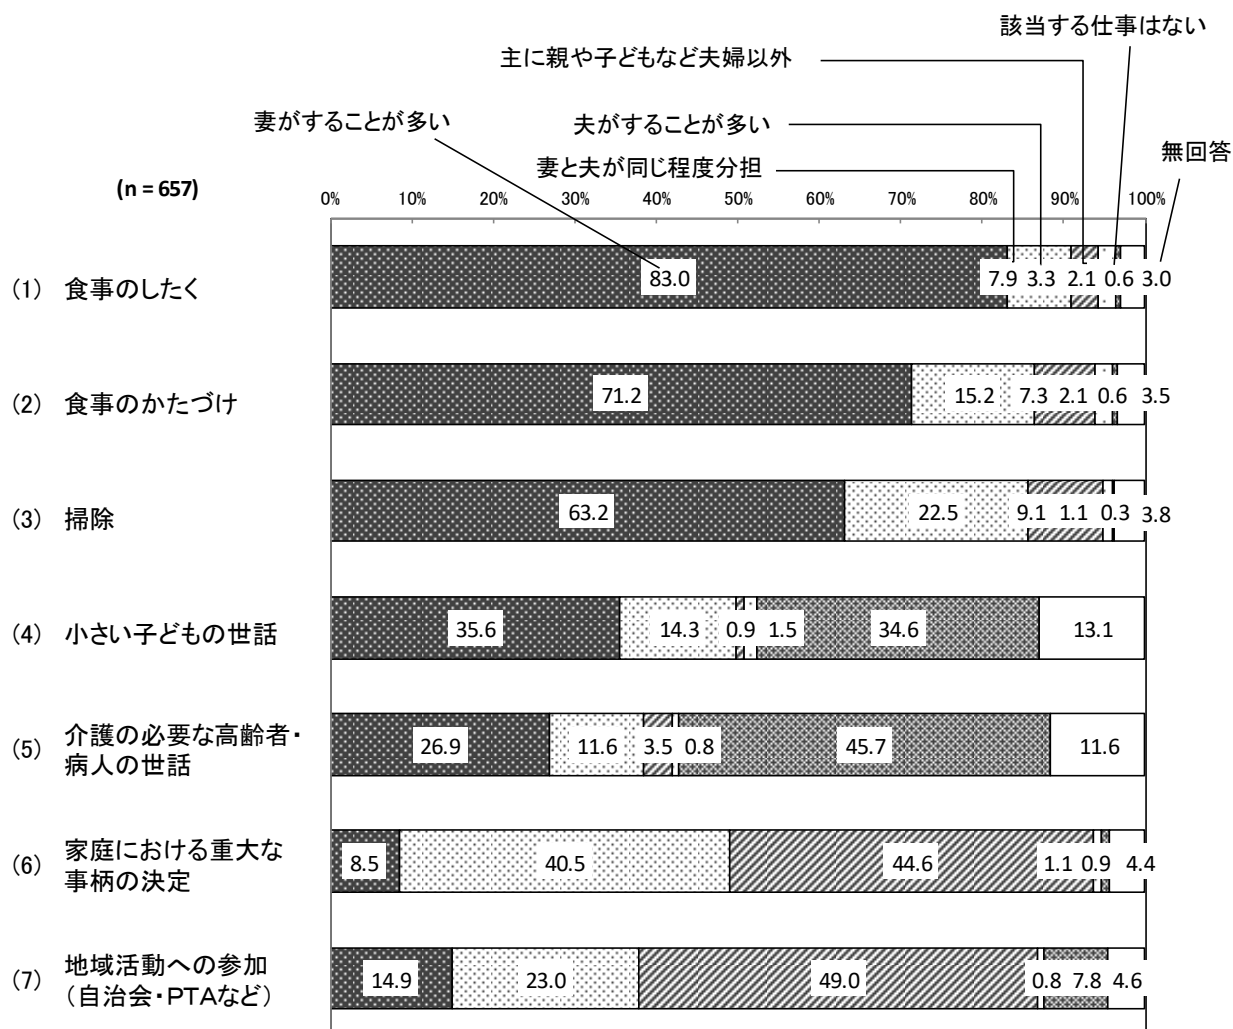 該当する仕事はない
主に親や子どもなど夫婦以外
妻がすることが多い
夫がすることが多い
無回答
妻と夫が同じ程度分担
(n = 657)
0% 10% 20% 30% 40% 50% 60% 70% 80% 90% 100%
(1) 食事のしたく 83.0 7.9 3.3 2.1 0.6 3.0
(2) 食事のかたづけ 71.2 15.2 7.3 2.1 0.6 3.5
(3) 掃除 63.2 22.5 9.1 1.1 0.3 3.8
(4) 小さい子どもの世話 35.6 14.3 0.9 1.5 34.6 13.1
(5) 介護の必要な高齢者・
病人の世話 26.9 11.6 3.5 0.8 45.7 11.6
(6) 家庭における重大な
事柄の決定 8.5 40.5 44.6 1.1 0.9 4.4
(7) 地域活動への参加
（自治会・PTAなど） 14.9 23.0 49.0 0.8 7.8 4.6